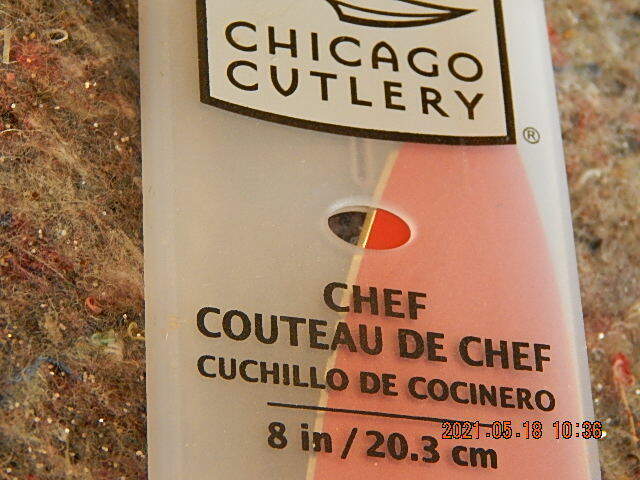 CHICAGO
CUTLERY
®
CHEF
COUTEAU DE CHEF
CUCHILLO DE COCINERO
8 in / 20.3 cm
2021.05.18 10:36